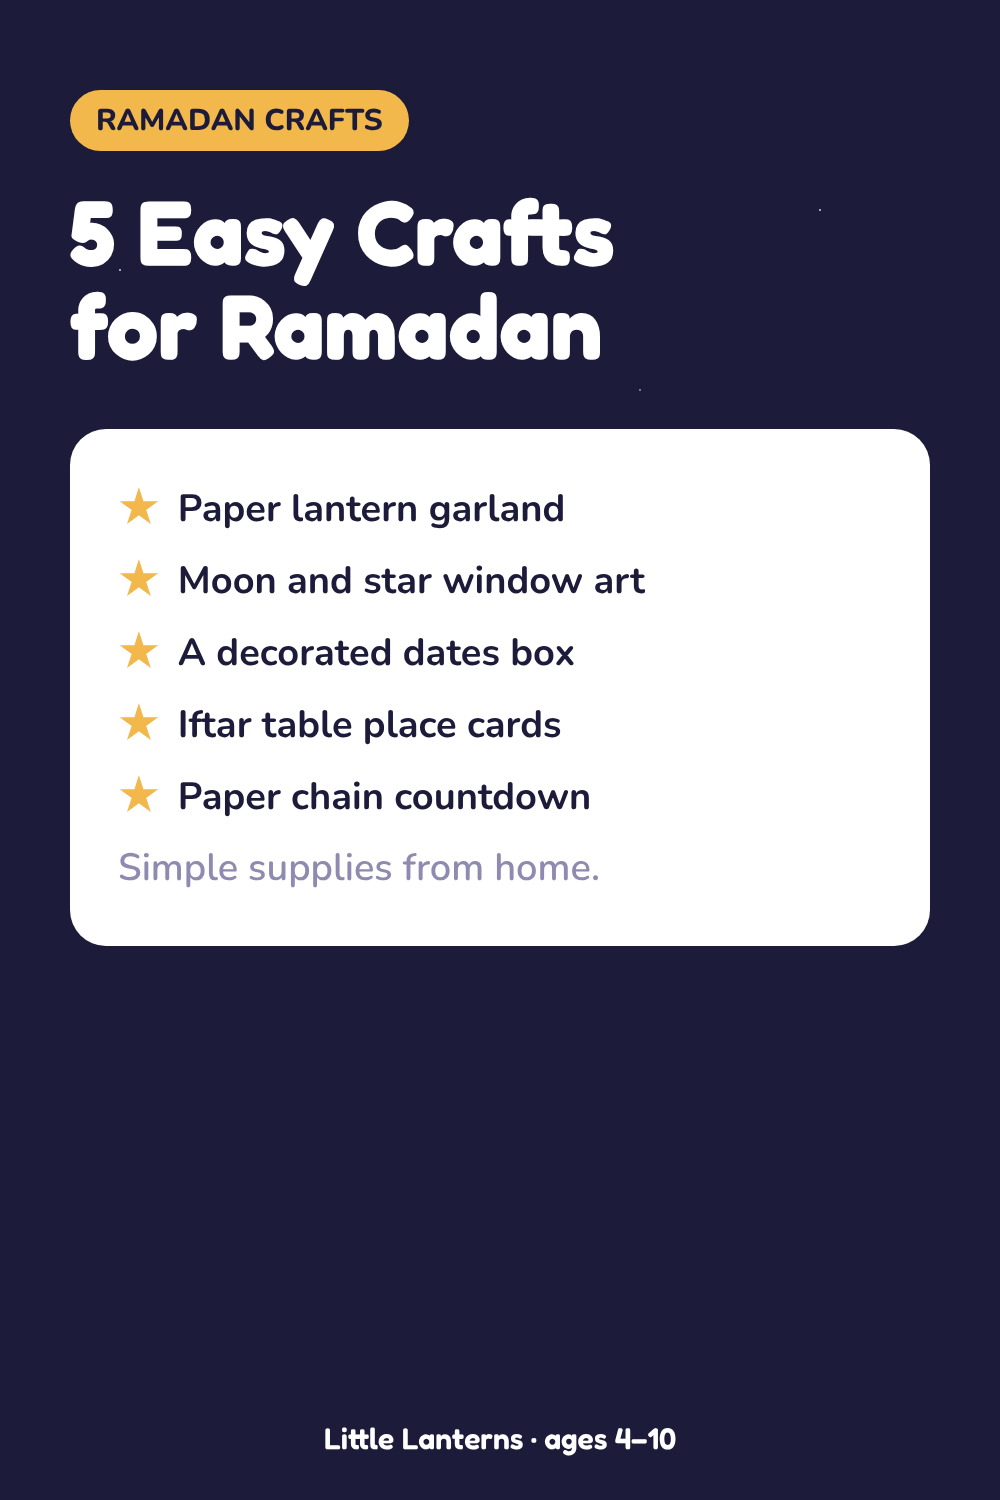 RAMADAN CRAFTS
5 Easy Crafts
for Ramadan
★ Paper lantern garland
★ Moon and star window art
★ A decorated dates box
★ Iftar table place cards
★ Paper chain countdown
Simple supplies from home.
Little Lanterns · ages 4–10